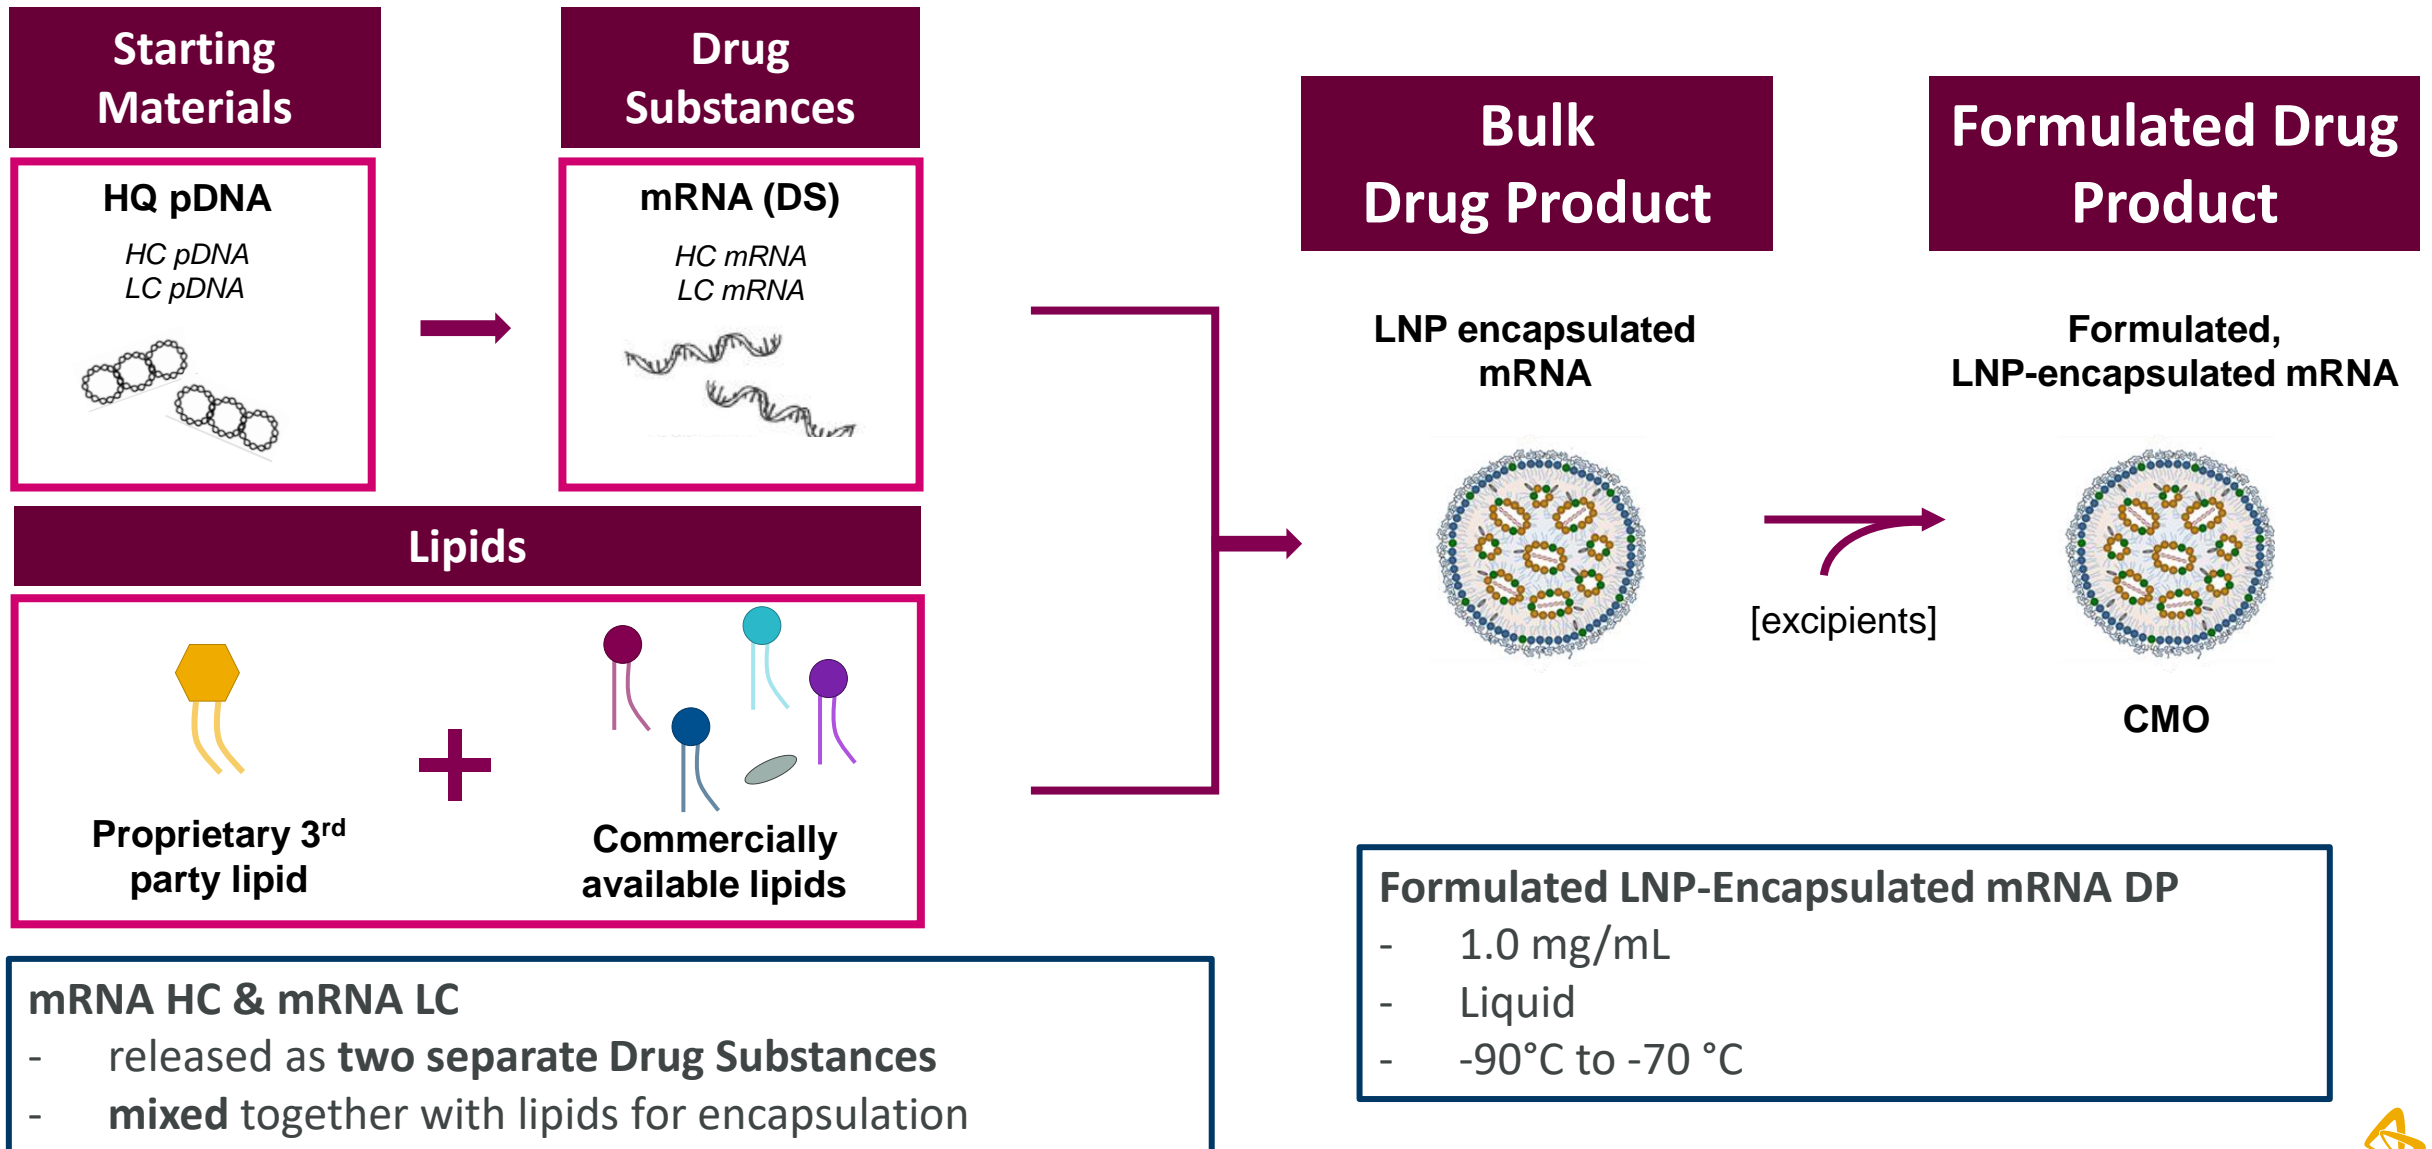 Starting
Materials
HQ pDNA
HC pDNA
LC pDNA
Drug
Substances
mRNA (DS)
HC mRNA
LC mRNA
Lipids
Proprietary 3rd
party lipid
Commercially
available lipids
mRNA HC & mRNA LC
- released as two separate Drug Substances
- mixed together with lipids for encapsulation
Bulk
Drug Product
LNP encapsulated
mRNA
[excipients]
Formulated Drug
Product
Formulated,
LNP-encapsulated mRNA
CMO
Formulated LNP-Encapsulated mRNA DP
- 1.0 mg/mL
- Liquid
- -90°C to -70 °C